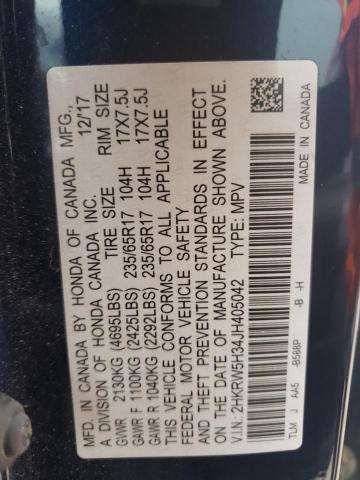 MFD. IN CANADA BY HONDA OF CANADA MFG.,
A DIVISION OF HONDA CANADA INC. 12/17
TIRE SIZE RIM SIZE
GVWR 2130KG (4695LBS)
GAWR F 1100KG (2425LBS) 235/65R17 104H 17X7.5J
GAWR R 1040KG (2292LBS) 235/65R17 104H 17X7.5J
THIS VEHICLE CONFORMS TO ALL APPLICABLE
FEDERAL MOTOR VEHICLE SAFETY
AND THEFT PREVENTION STANDARDS IN EFFECT
ON THE DATE OF MANUFACTURE SHOWN ABOVE.
V.I.N.: 2HKRW5H34JH405042 TYPE: MPV
TLM J AA5 -B588P -B -H MADE IN CANADA